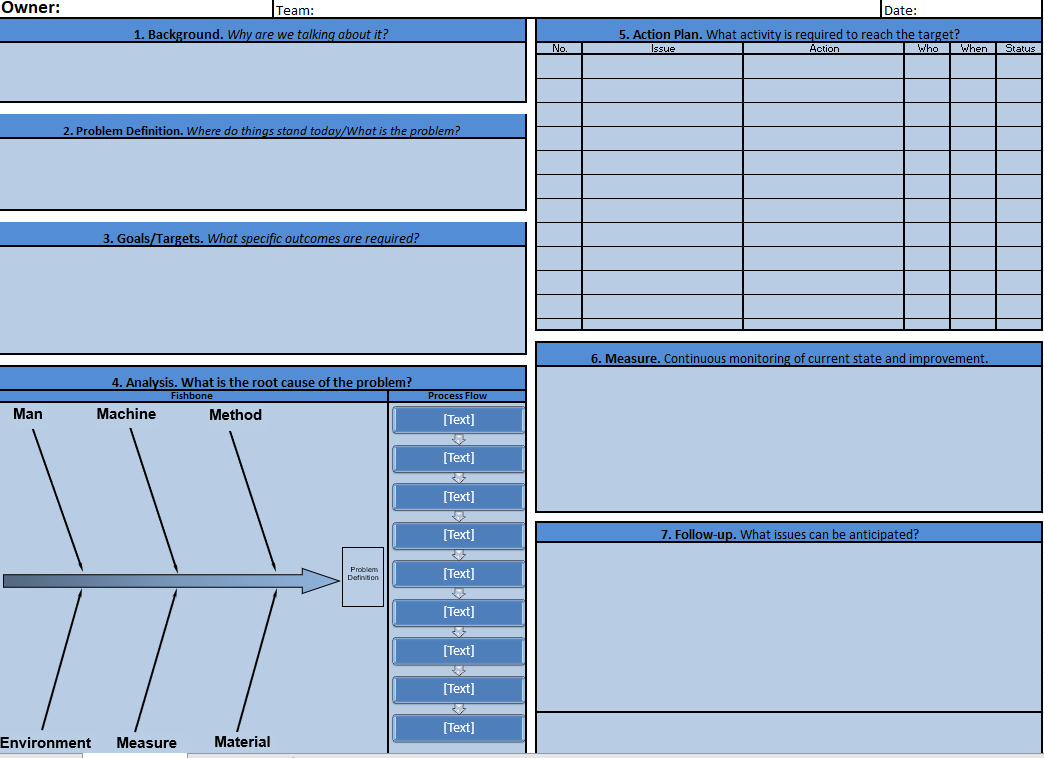 Owner:
Team:
Date:
1. Background. Why are we talking about it?
2. Problem Definition. Where do things stand today/What is the problem?
3. Goals/Targets. What specific outcomes are required?
4. Analysis. What is the root cause of the problem?
Fishbone
Process Flow
Man
Machine
Method
Problem
Definition
Environment
Measure
Material
[Text]
[Text]
[Text]
[Text]
[Text]
[Text]
[Text]
[Text]
[Text]
5. Action Plan. What activity is required to reach the target?
No.
Issue
Action
Who
When
Status
6. Measure. Continuous monitoring of current state and improvement.
7. Follow-up. What issues can be anticipated?